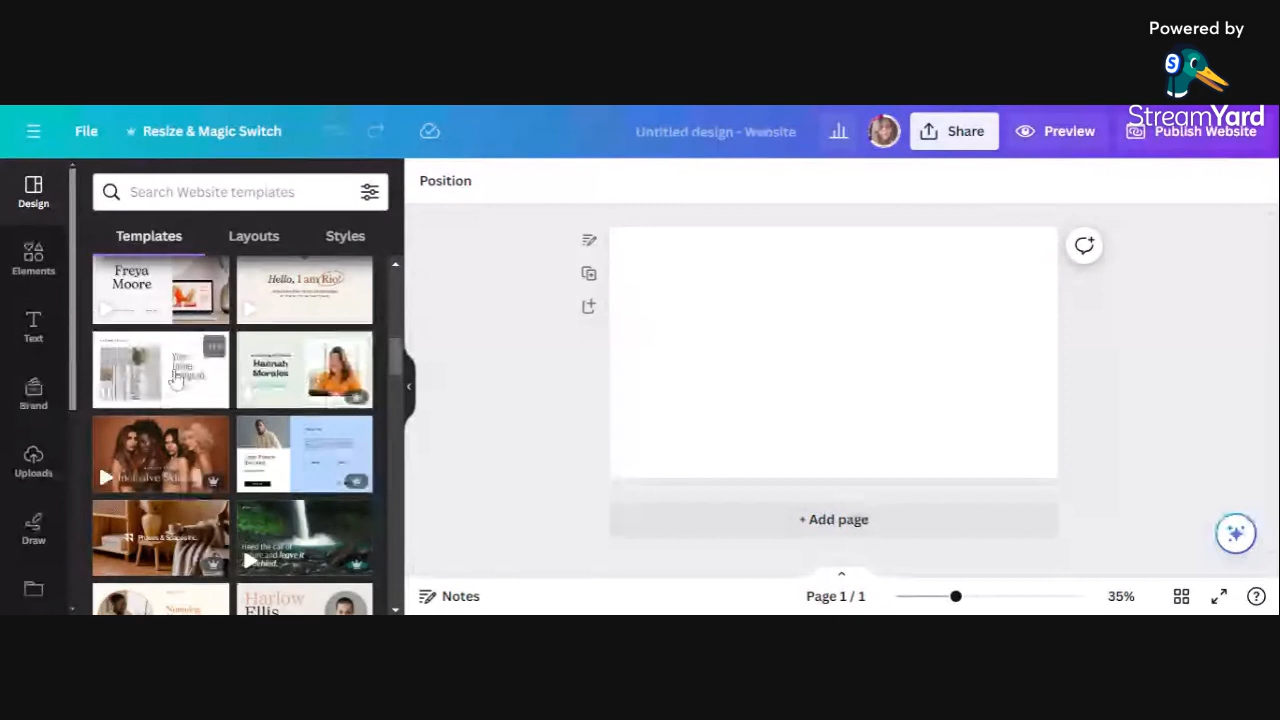 Powered by
S
StreamYard
File
Resize & Magic Switch
Untitled design - Website
Share
Preview
Publish Website
Design
Elements
Text
Brand
Uploads
Draw
Search Website templates
Templates
Layouts
Styles
Freya
Moore
Hello, I am Rio!
Hannah
Morales
Harlow
Ellis
Position
+ Add page
Notes
Page 1 / 1
35%